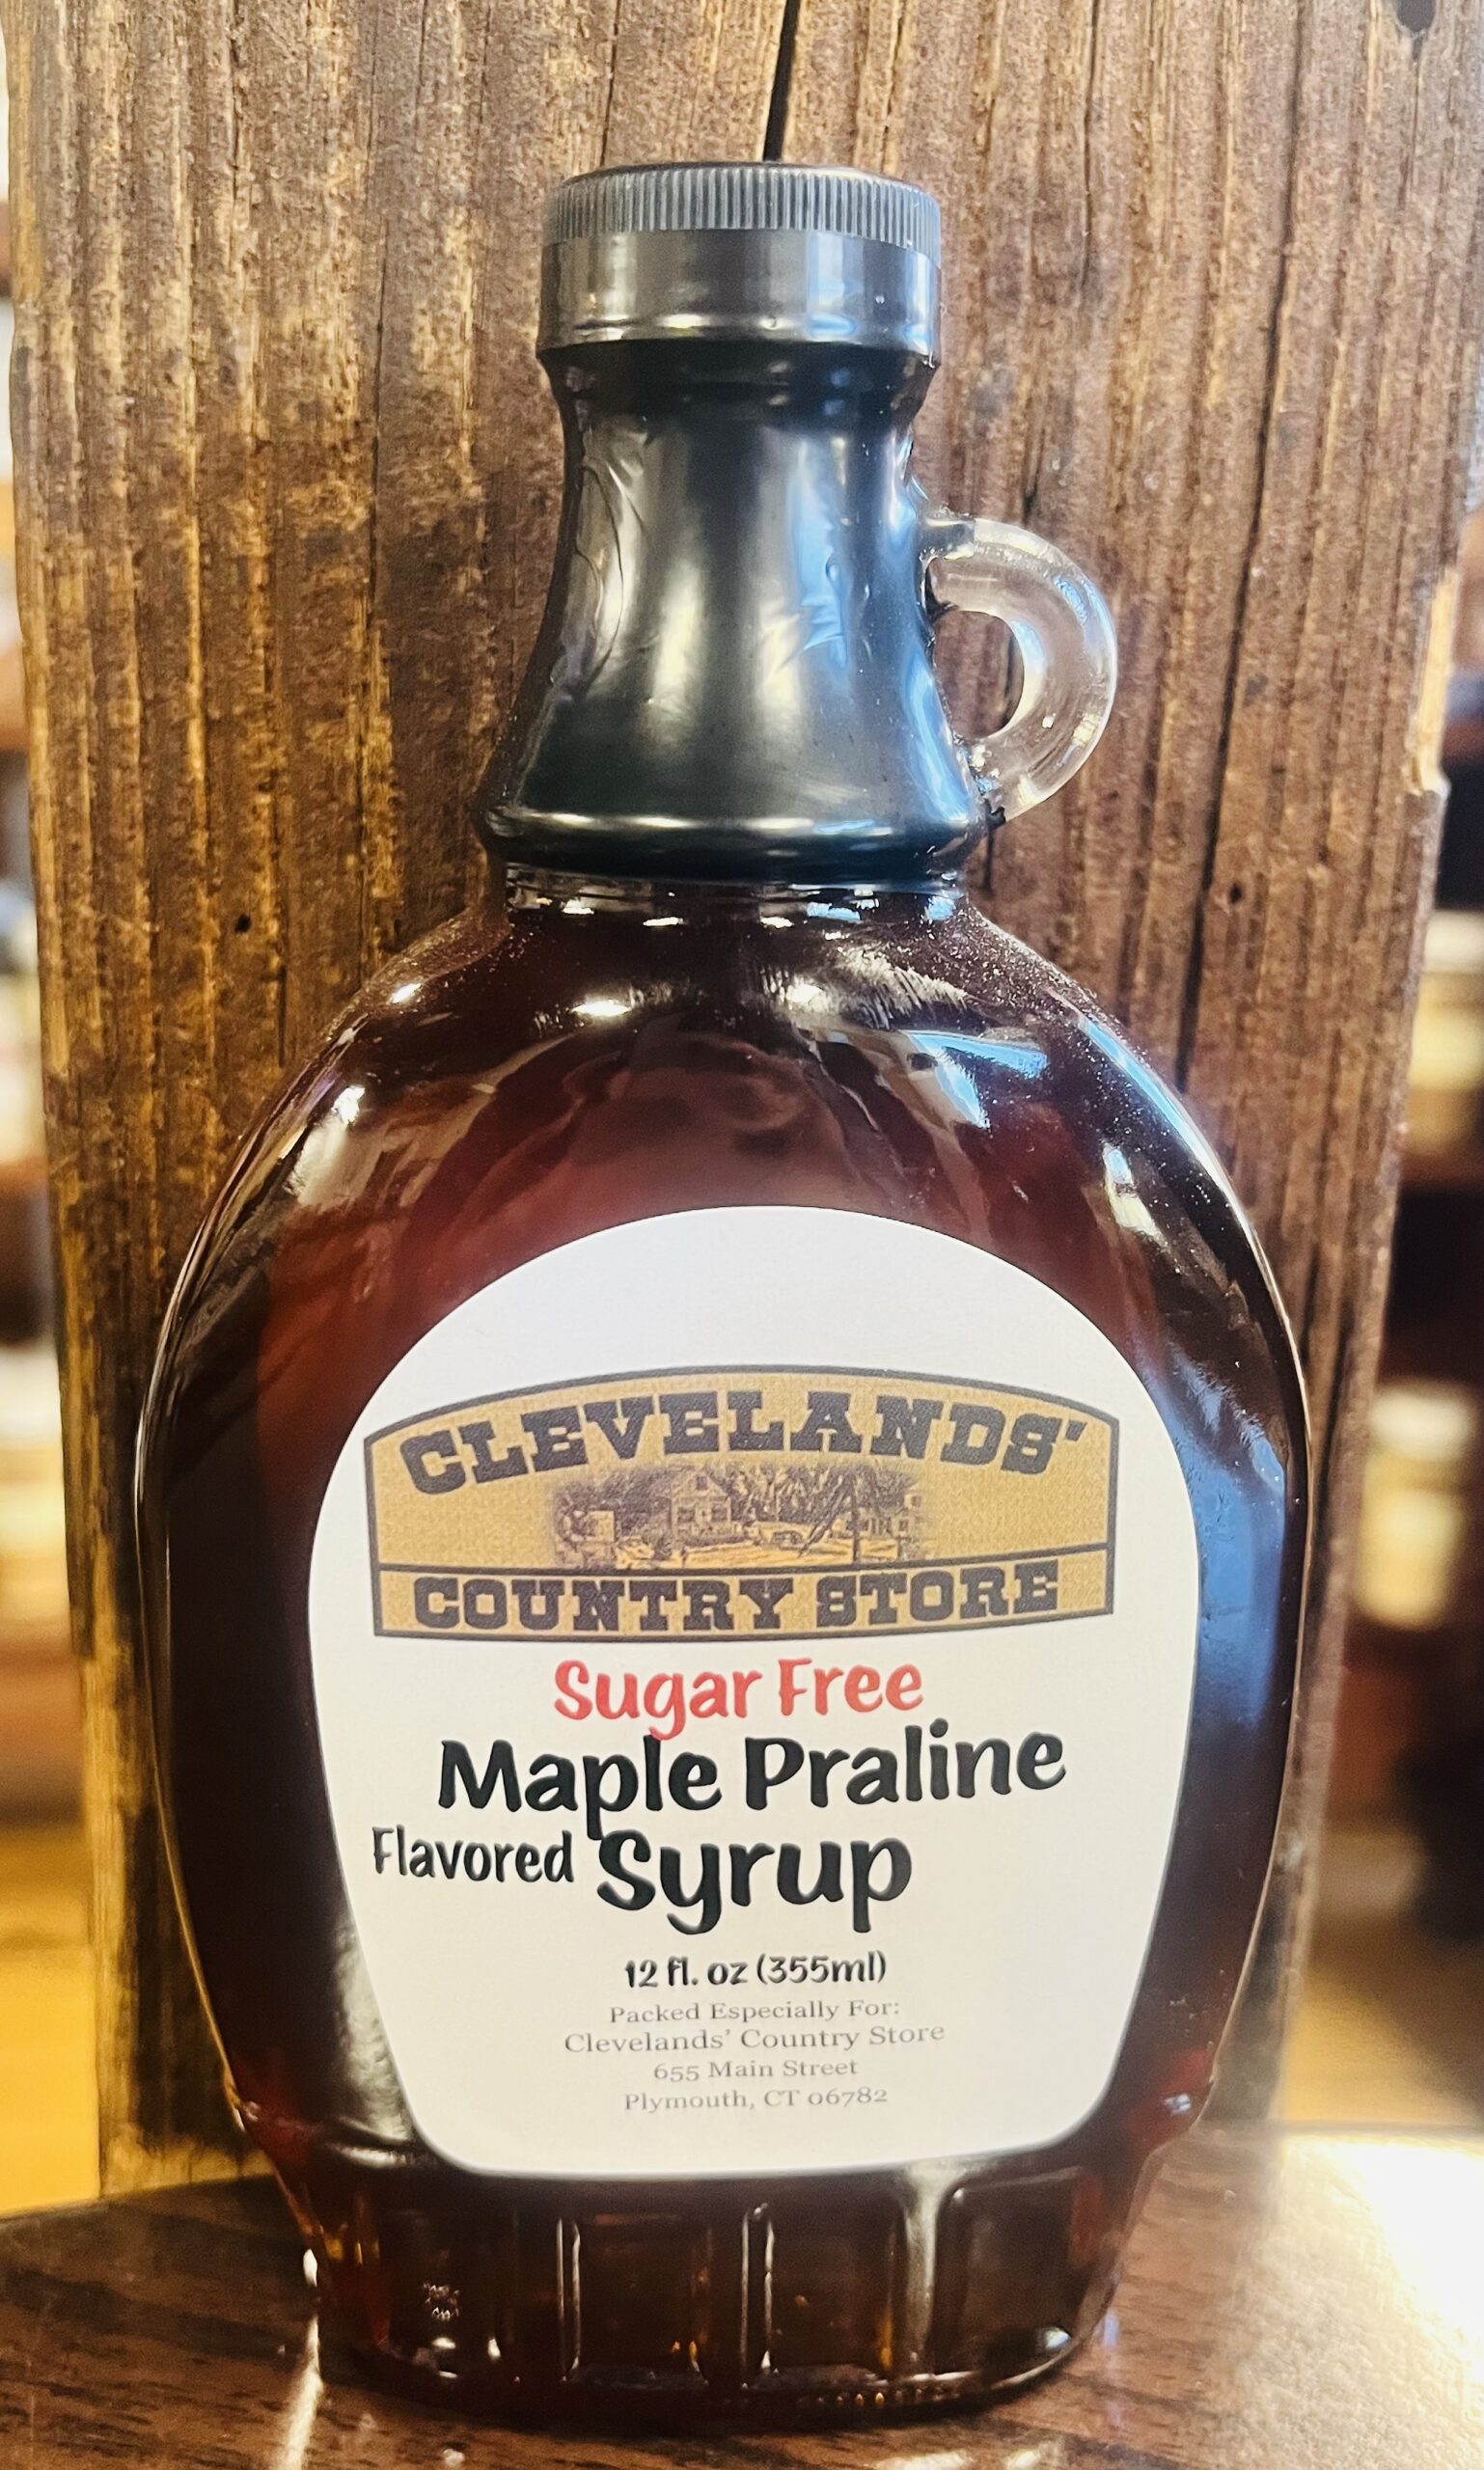 CLEVELANDS'
COUNTRY STORE
Sugar Free
Maple Praline
Flavored Syrup
12 fl. oz (355ml)
Packed Especially For:
Clevelands' Country Store
655 Main Street
Plymouth, CT 06782